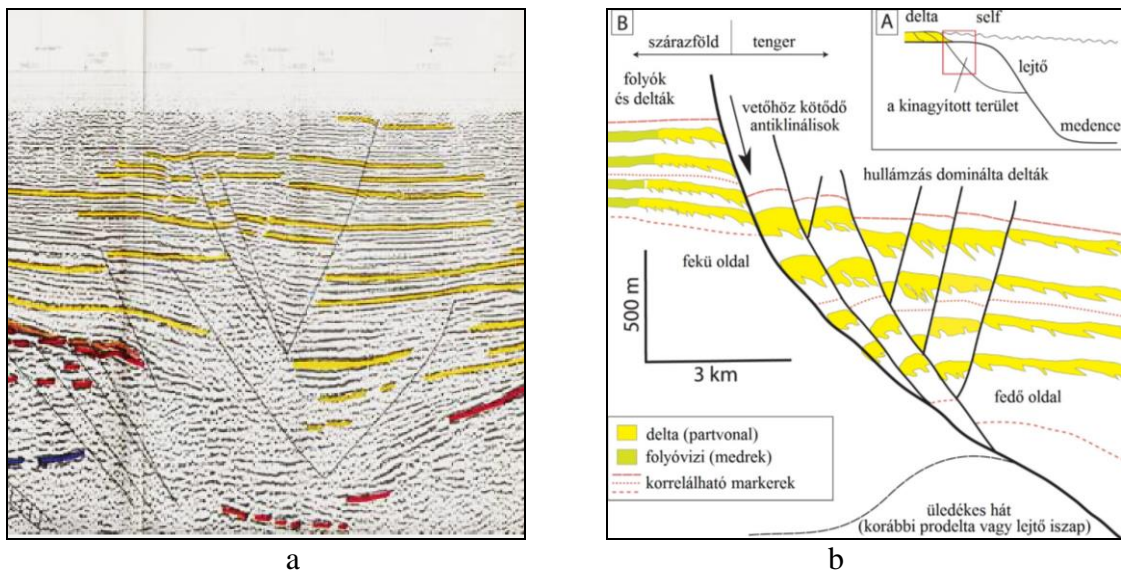 B
szárazföld
tenger
folyók
és delták
vetőhöz kötődő
antiklinálisok
hullámzás dominálta delták
fekü oldal
500 m
3 km
fedő oldal
delta (partvonal)
folyóvizi (medrek)
korrelálható markerek
üledékes hát
(korábbi prodelta vagy lejtő iszap)
A
delta
self
lejtő
a kinagyított terület
medence
a
b